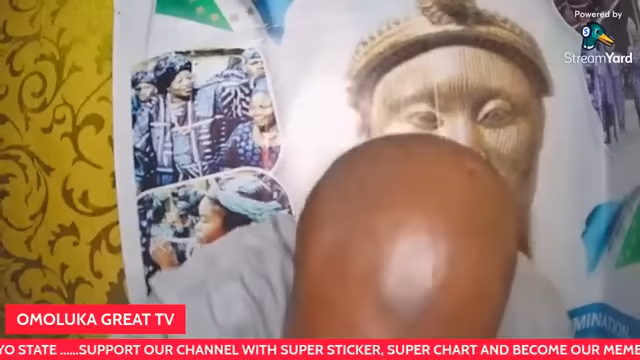 Powered by
StreamYard
MINATION
OMOLUKA GREAT TV
YO STATE ......SUPPORT OUR CHANNEL WITH SUPER STICKER, SUPER CHART AND BECOME OUR MEME